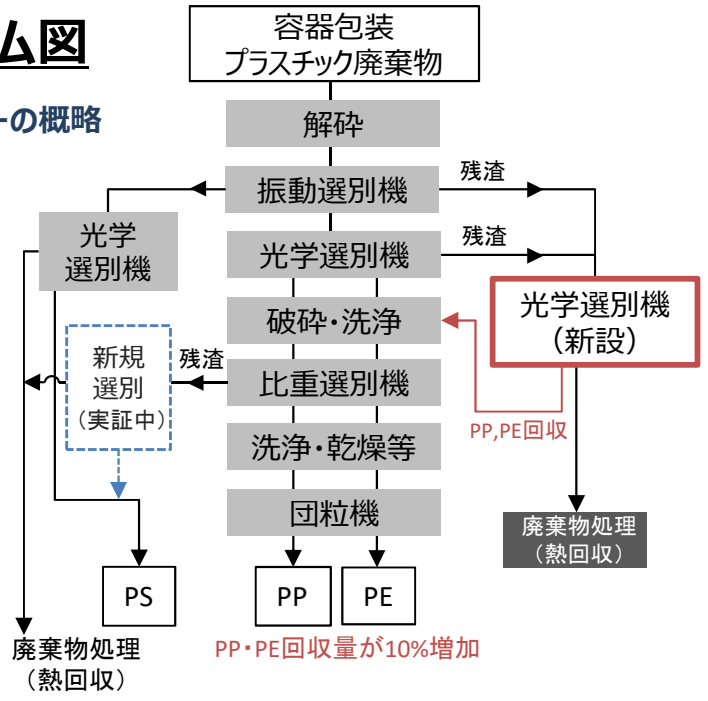 ム図
ーの概略
容器包装
プラスチック廃棄物
解砕
振動選別機
残渣
光学
選別機
光学選別機
残渣
光学選別機
（新設）
破砕・洗浄
新規
選別
（実証中）
残渣
比重選別機
PP,PE回収
洗浄・乾燥等
団粒機
廃棄物処理
（熱回収）
PS
PP
PE
廃棄物処理
（熱回収）
PP・PE回収量が10%増加